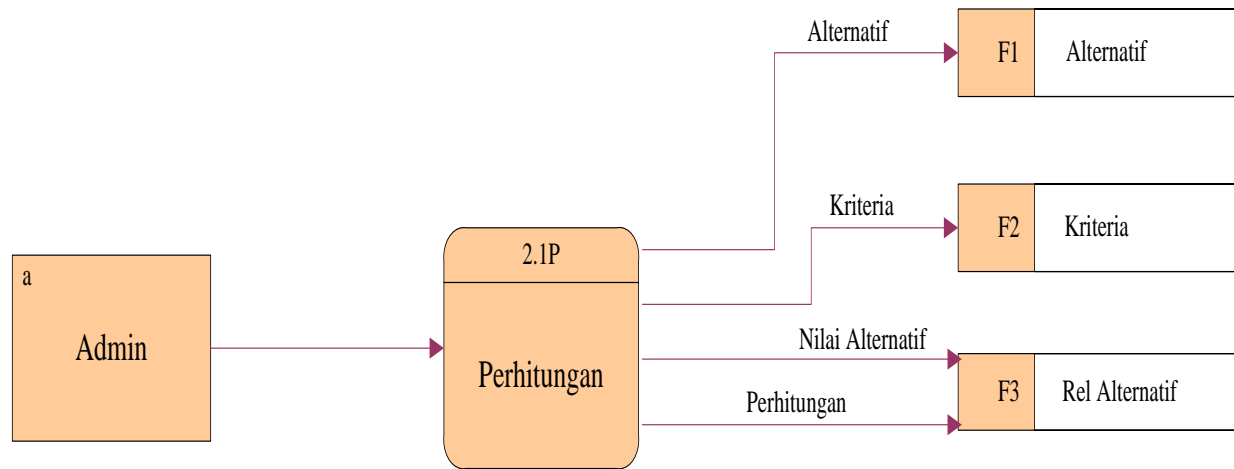 Alternatif
F1
Alternatif
Kriteria
F2
Kriteria
2.1P
a
Admin
Perhitungan
Nilai Alternatif
Perhitungan
F3
Rel Alternatif